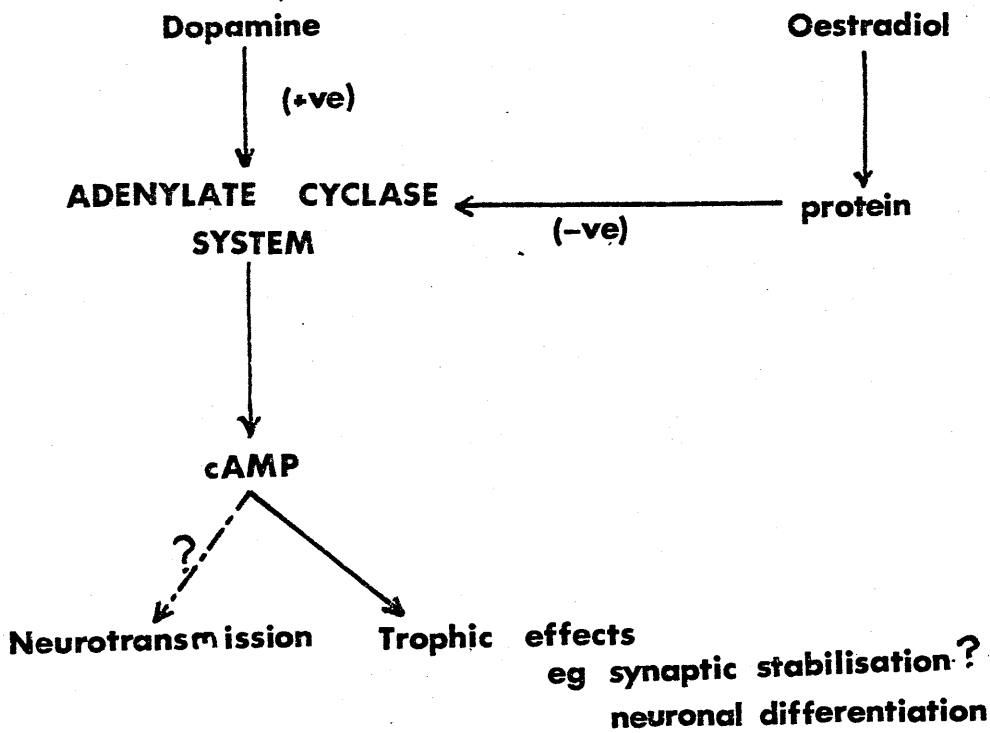 Dopamine
Oestradiol
(+ve)
ADENYLATE CYCLASE
protein
(-ve)
SYSTEM
cAMP
?
Neurotransmission
Trophic effects
eg synaptic stabilisation ?
neuronal differentiation